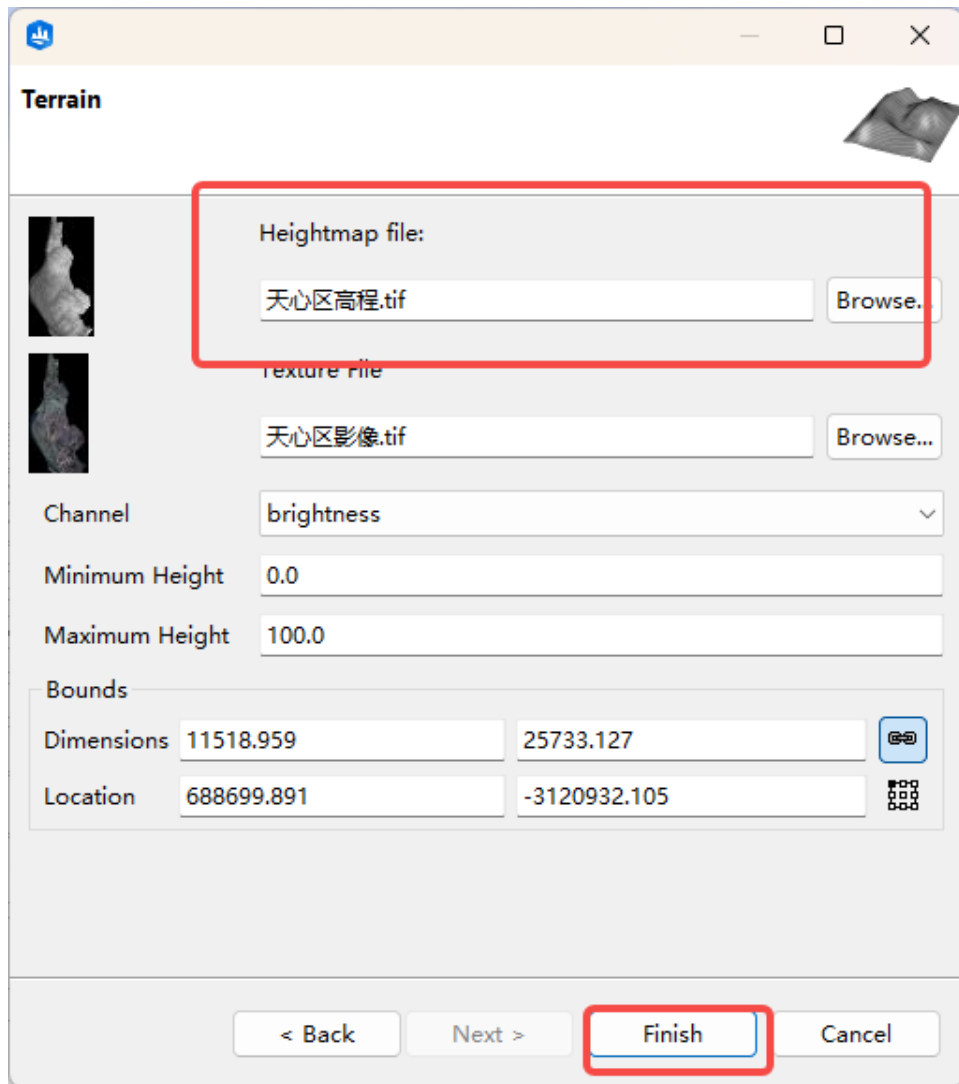 Terrain
Heightmap file:
天心区高程.tif
Browse...
Texture File
天心区影像.tif
Browse...
Channel
brightness
Minimum Height
0.0
Maximum Height
100.0
Bounds
Dimensions
11518.959
25733.127
Location
688699.891
-3120932.105
< Back
Next >
Finish
Cancel